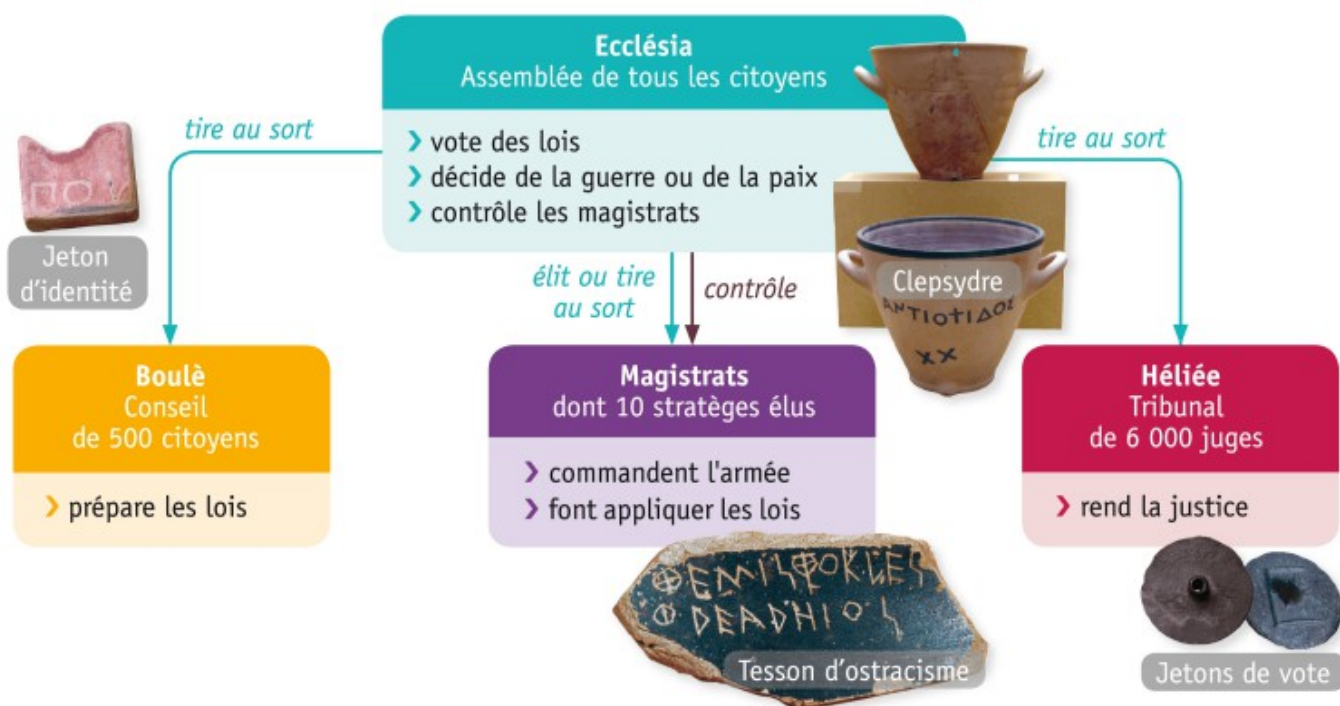 Ecclésia
Assemblée de tous les citoyens
❯ vote des lois
❯ décide de la guerre ou de la paix
❯ contrôle les magistrats
tire au sort
tire au sort
Jeton
d'identité
élit ou tire
au sort
contrôle
Clepsydre
ΑΝΤΙΟΤΙΔΟΣ
XX
Boulè
Conseil
de 500 citoyens
❯ prépare les lois
Magistrats
dont 10 stratèges élus
❯ commandent l'armée
❯ font appliquer les lois
Héliée
Tribunal
de 6 000 juges
❯ rend la justice
Tesson d'ostracisme
Jetons de vote